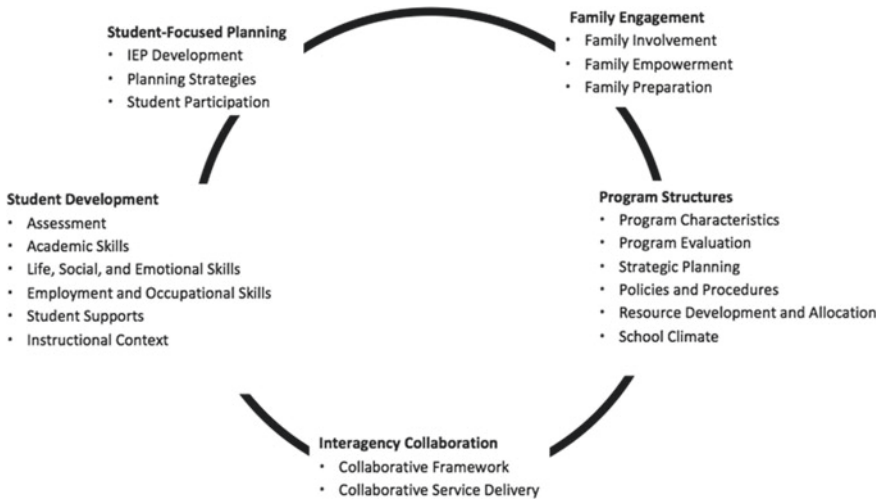 Student-Focused Planning
• IEP Development
• Planning Strategies
• Student Participation
Family Engagement
• Family Involvement
• Family Empowerment
• Family Preparation
Student Development
• Assessment
• Academic Skills
• Life, Social, and Emotional Skills
• Employment and Occupational Skills
• Student Supports
• Instructional Context
Program Structures
• Program Characteristics
• Program Evaluation
• Strategic Planning
• Policies and Procedures
• Resource Development and Allocation
• School Climate
Interagency Collaboration
• Collaborative Framework
• Collaborative Service Delivery